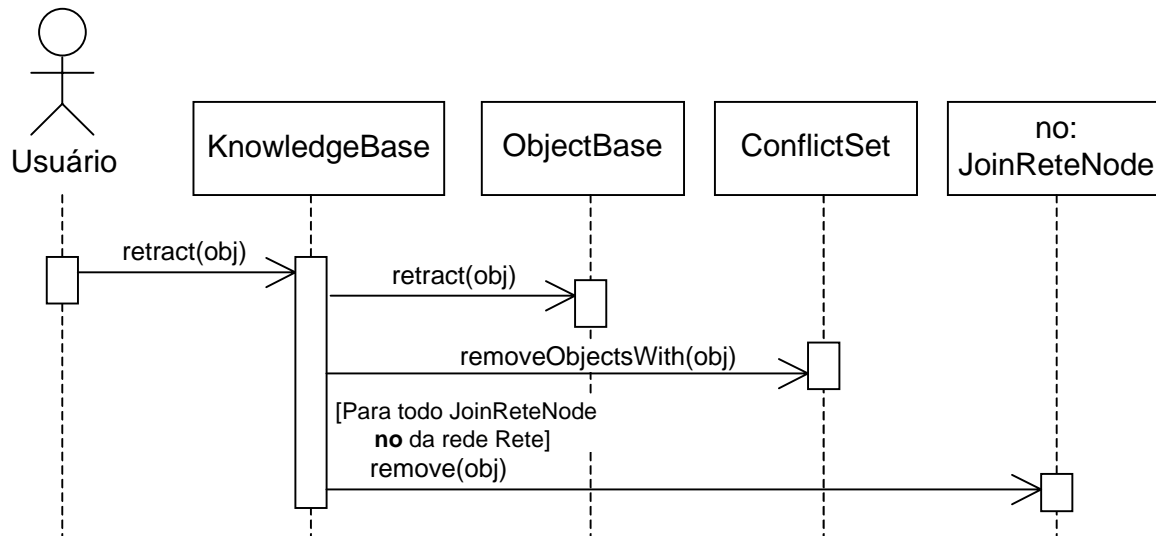 Usuário
KnowledgeBase
ObjectBase
ConflictSet
no:
JoinReteNode
retract(obj)
retract(obj)
removeObjectsWith(obj)
[Para todo JoinReteNode
no da rede Rete]
remove(obj)